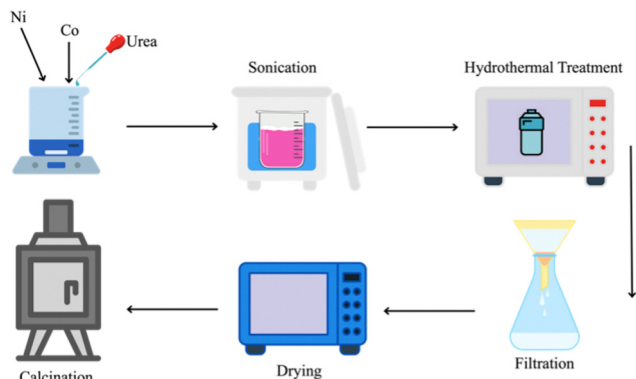 Ni
Co
Urea
Sonication
Hydrothermal Treatment
Filtration
Drying
Calcination